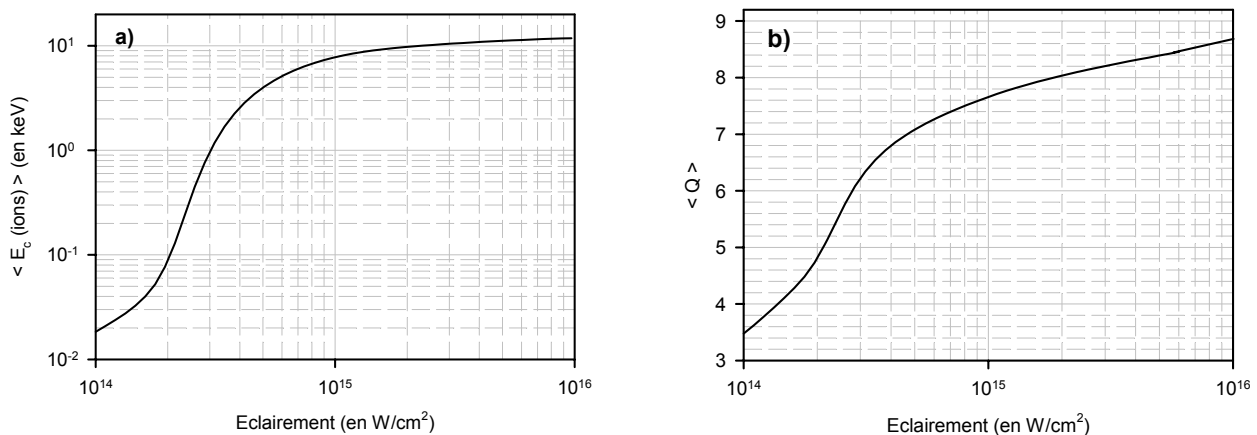 a)
< E_c (ions) > (en keV)
10^1
10^0
10^-1
10^-2
10^14
10^15
10^16
Eclairement (en W/cm^2)
b)
< Q >
9
8
7
6
5
4
3
10^14
10^15
10^16
Eclairement (en W/cm^2)